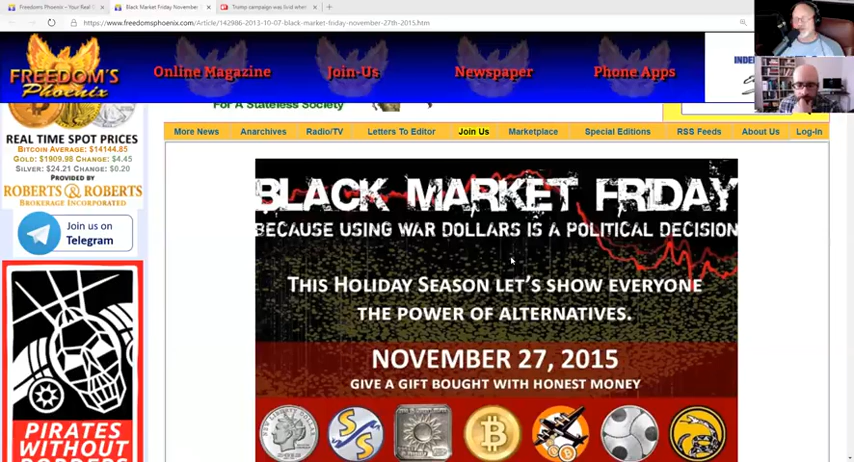 Freedoms Phoenix - Your Real
Black Market Friday November
Trump campaign was livid when
https://www.freedomsphoenix.com/Article/142986-2013-10-07-black-market-friday-november-27th-2015.htm
FREEDOM'S
Phoenix
Online Magazine
Join-Us
Newspaper
Phone Apps
For A Stateless Society
REAL TIME SPOT PRICES
BITCOIN AVERAGE: $14144.85
GOLD: $1909.98 CHANGE: $4.45
SILVER: $24.21 CHANGE: $0.20
PROVIDED BY
ROBERTS & ROBERTS
BROKERAGE INCORPORATED
Join us on
Telegram
PIRATES
WITHOUT
More News
Anarchives
Radio/TV
Letters To Editor
Join Us
Marketplace
Special Editions
RSS Feeds
About Us
Log-In
BLACK MARKET FRIDAY
BECAUSE USING WAR DOLLARS IS A POLITICAL DECISION
THIS HOLIDAY SEASON LET'S SHOW EVERYONE
THE POWER OF ALTERNATIVES.
NOVEMBER 27, 2015
GIVE A GIFT BOUGHT WITH HONEST MONEY